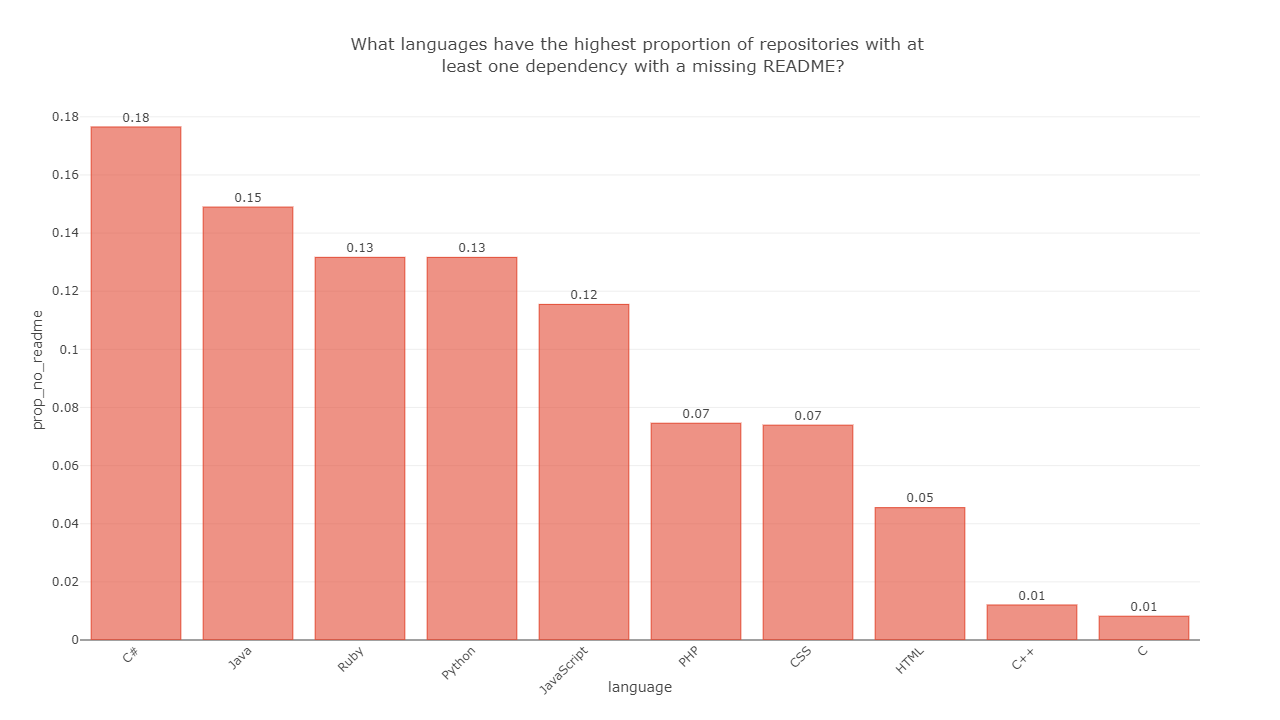 What languages have the highest proportion of repositories with at
least one dependency with a missing README?
prop_no_readme
0.18
0.16
0.14
0.12
0.1
0.08
0.06
0.04
0.02
0
0.18
0.15
0.13
0.13
0.12
0.07
0.07
0.05
0.01
0.01
C#
Java
Ruby
Python
JavaScript
PHP
CSS
HTML
C++
C
language